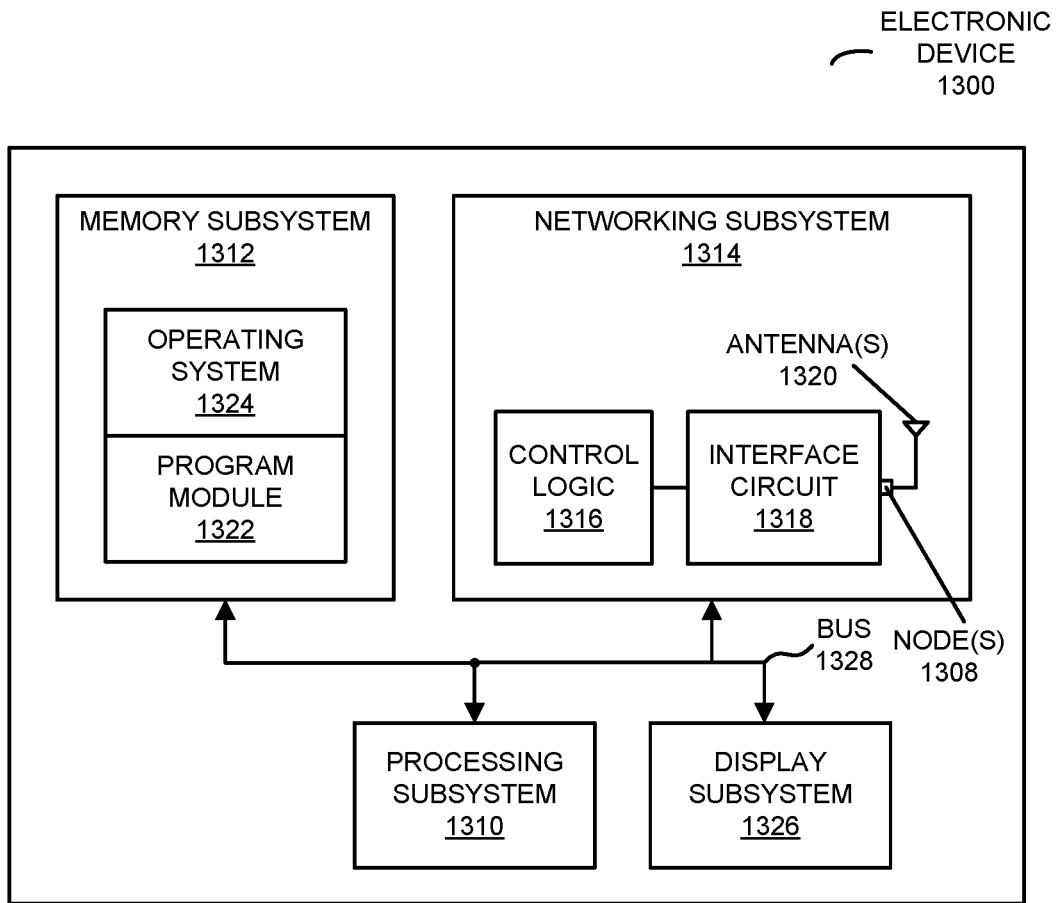 ELECTRONIC
DEVICE
1300
MEMORY SUBSYSTEM
1312
OPERATING
SYSTEM
1324
PROGRAM
MODULE
1322
NETWORKING SUBSYSTEM
1314
ANTENNA(S)
1320
CONTROL
LOGIC
1316
INTERFACE
CIRCUIT
1318
NODE(S)
1308
BUS
1328
PROCESSING
SUBSYSTEM
1310
DISPLAY
SUBSYSTEM
1326